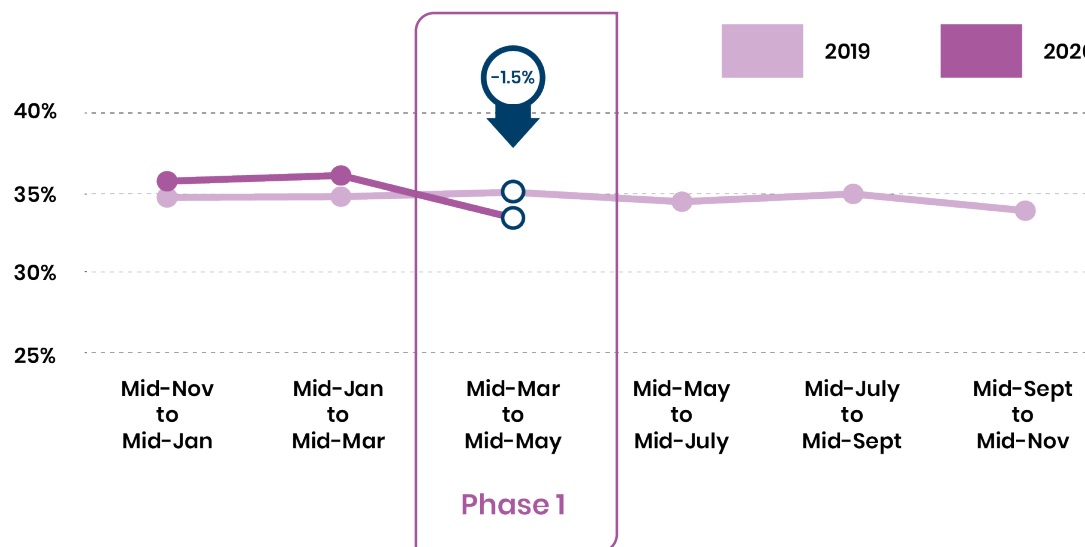 2019
202
-1.5%
40%
35%
30%
25%
Mid-Nov
to
Mid-Jan
Mid-Jan
to
Mid-Mar
Mid-Mar
to
Mid-May
Mid-May
to
Mid-July
Mid-July
to
Mid-Sept
Mid-Sept
to
Mid-Nov
Phase 1